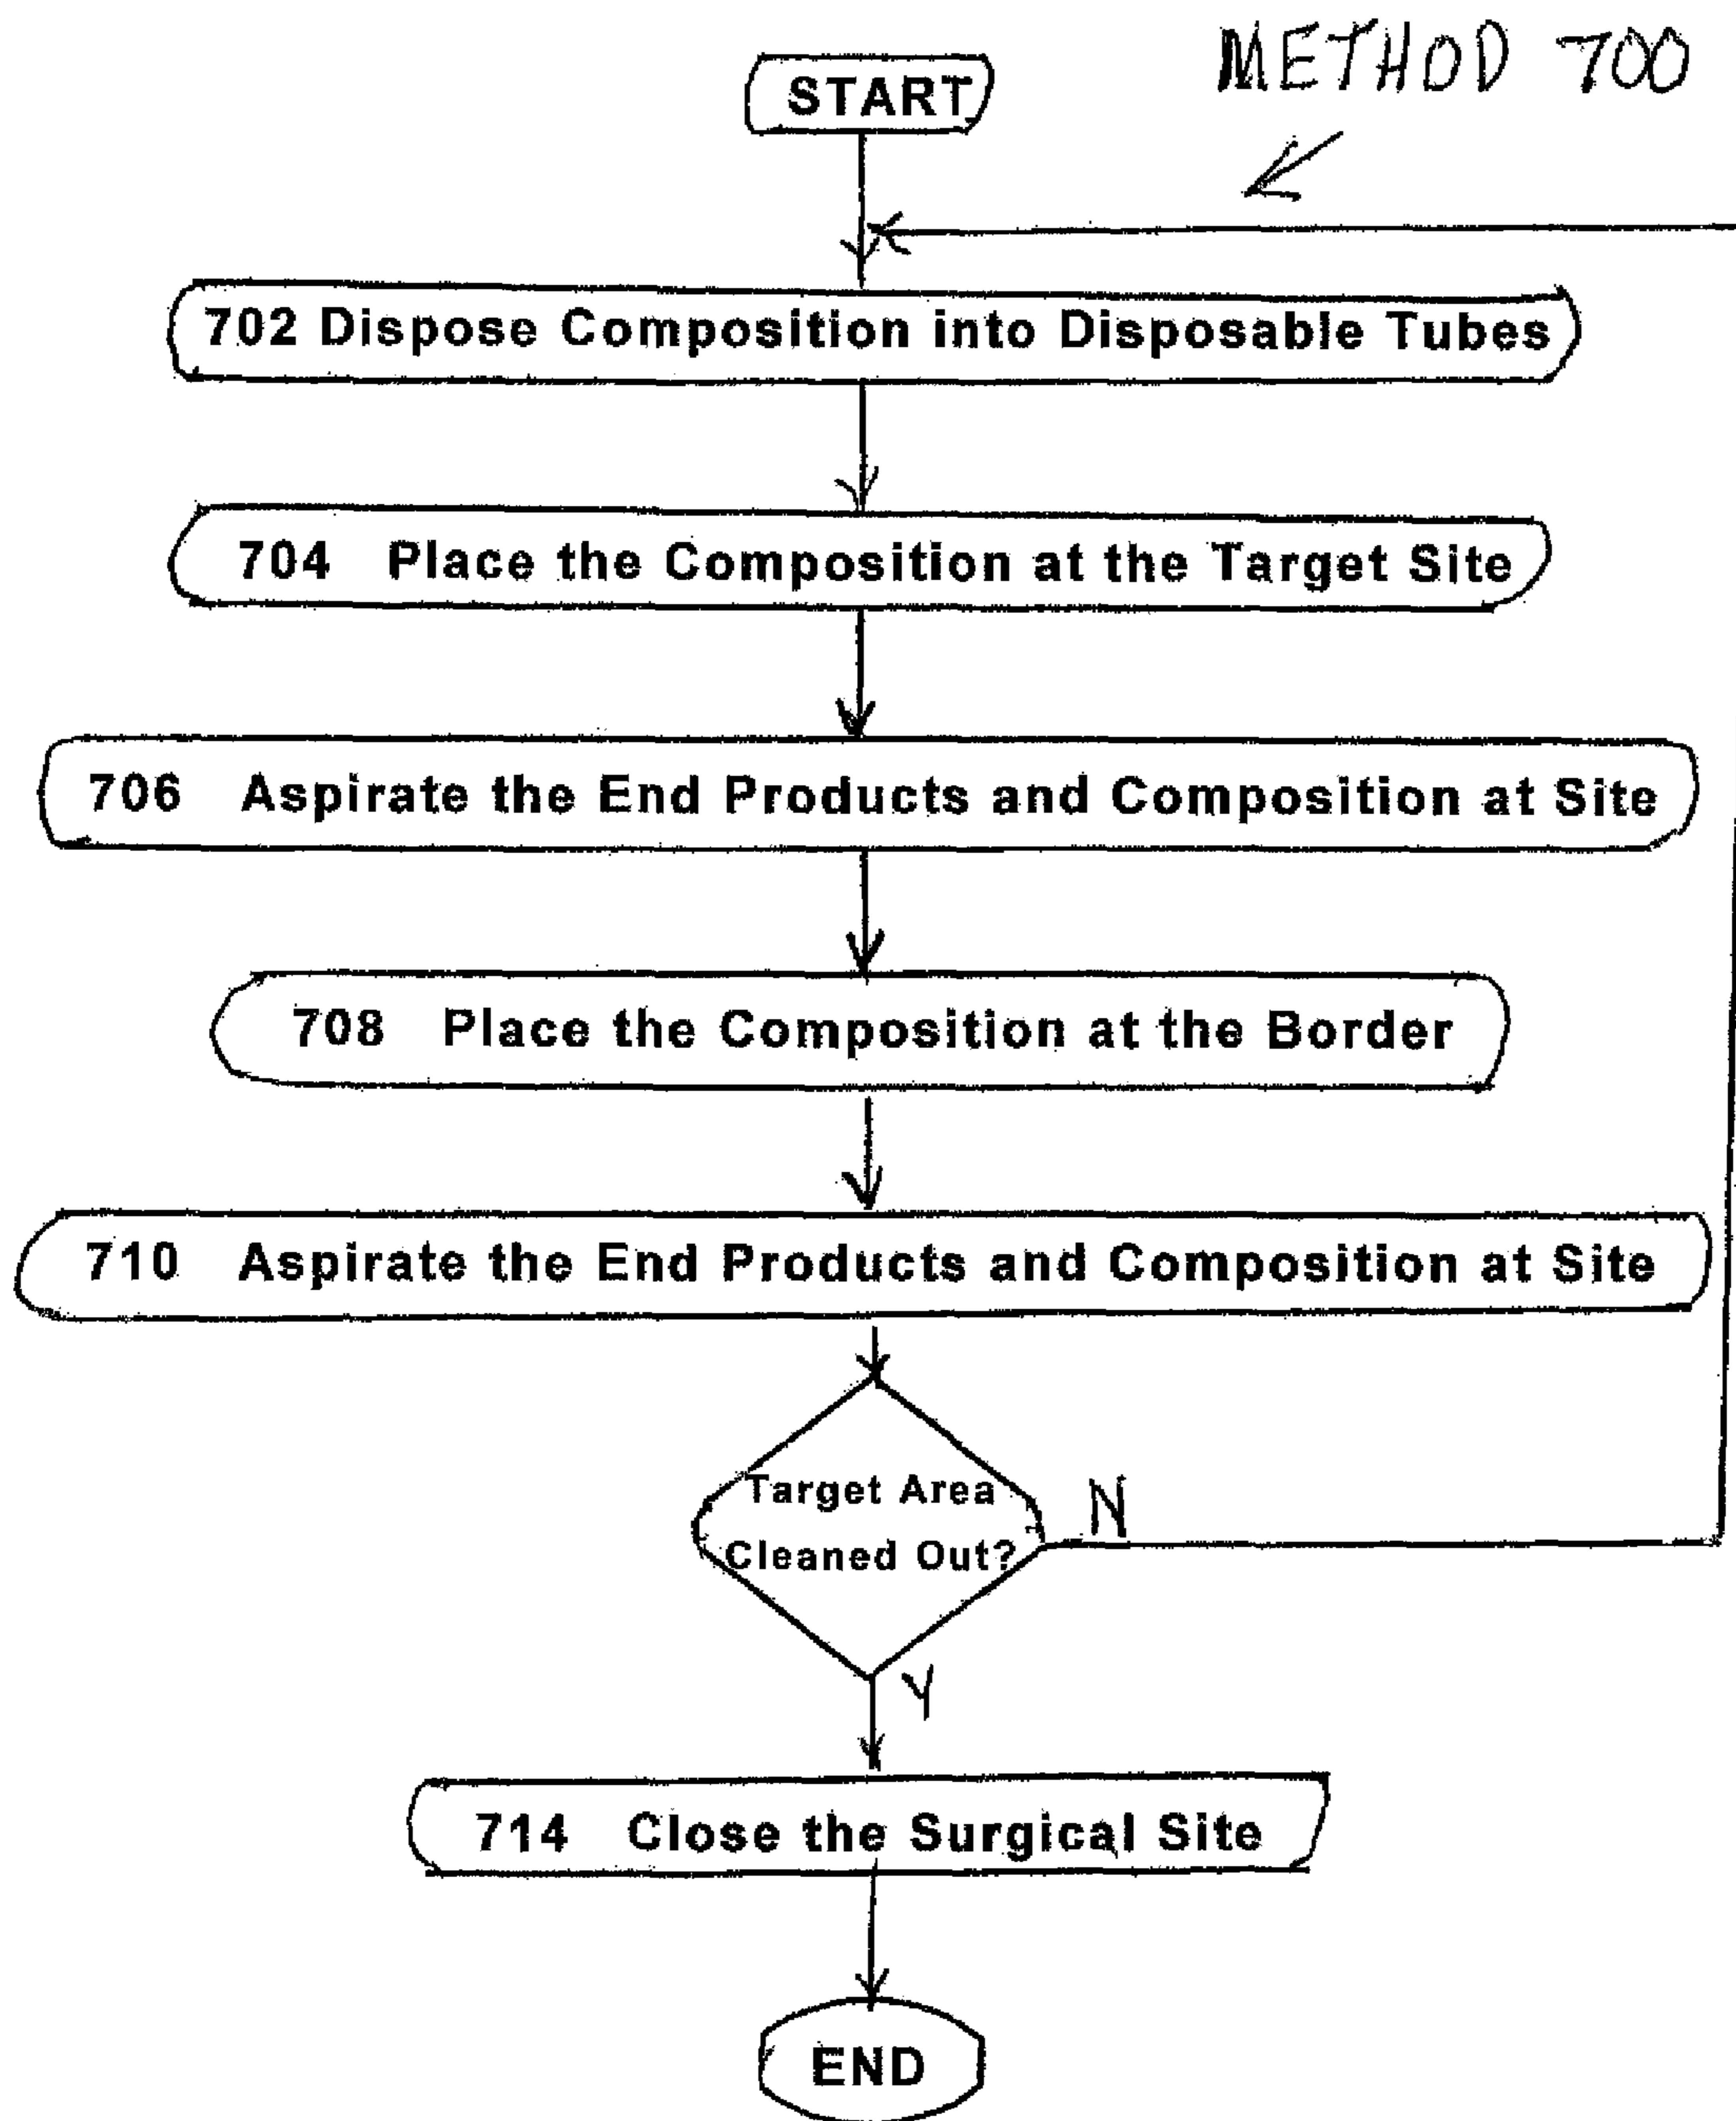 METHOD 700
START
702 Dispose Composition into Disposable Tubes
704 Place the Composition at the Target Site
706 Aspirate the End Products and Composition at Site
708 Place the Composition at the Border
710 Aspirate the End Products and Composition at Site
Target Area
Cleaned Out?
N
Y
714 Close the Surgical Site
END